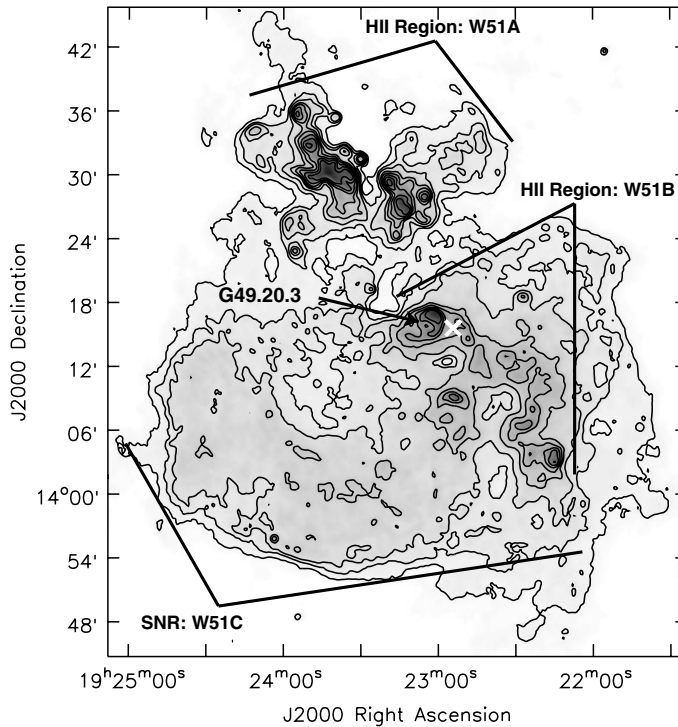 HII Region: W51A
HII Region: W51B
G49.20.3
SNR: W51C
42'
36'
30'
24'
18'
12'
06'
14°00'
54'
48'
J2000 Declination
19h25m00s
24m00s
23m00s
22m00s
J2000 Right Ascension